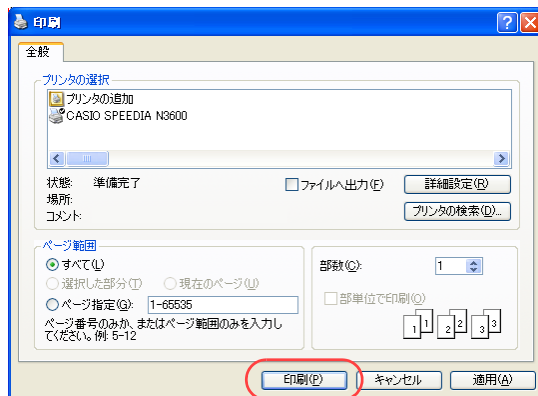 印刷
全般
プリンタの選択
プリンタの追加
CASIO SPEEDIA N3600
状態: 準備完了
場所:
コメント:
ファイルへ出力(F)
詳細設定(R)
プリンタの検索(D)...
ページ範囲
すべて(L)
選択した部分(T) 現在のページ(U)
ページ指定(G): 1-65535
ページ番号のみか、またはページ範囲のみを入力し
てください。例: 5-12
部数(C): 1
部単位で印刷(O)
1 1 2 2 3 3
印刷(P) キャンセル 適用(A)